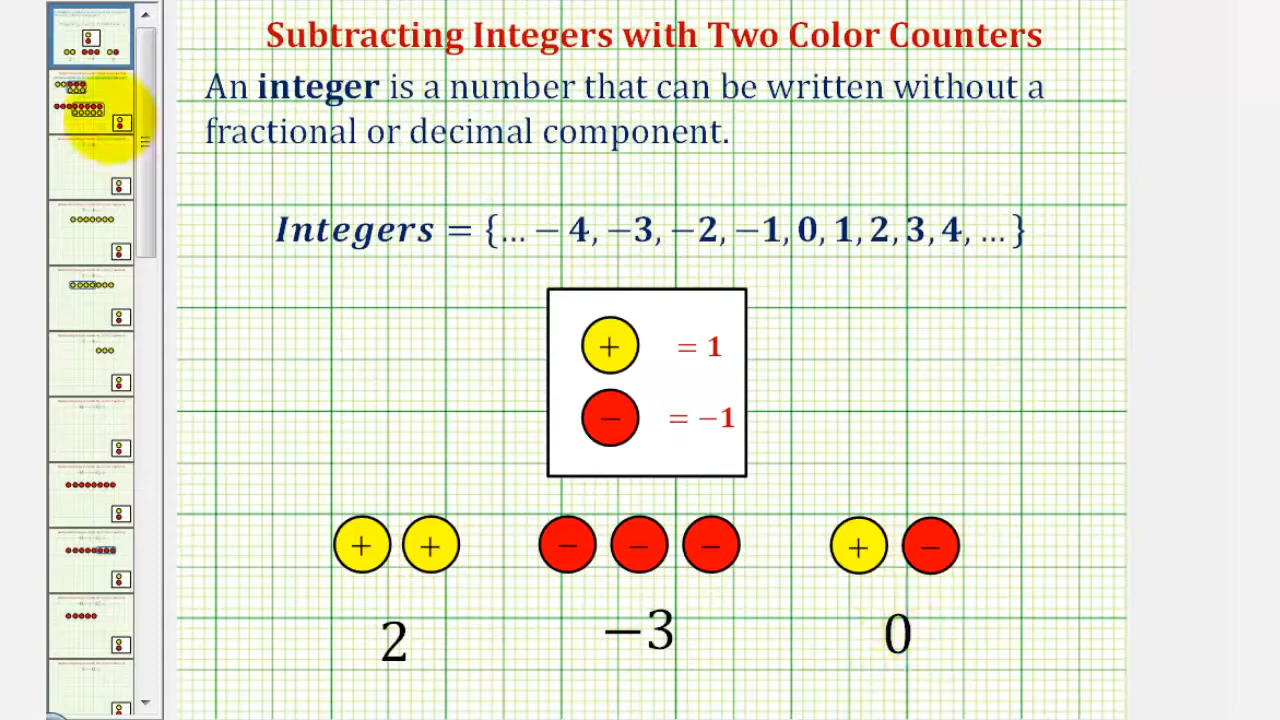 Subtracting Integers with Two Color Counters
An integer is a number that can be written without a
fractional or decimal component.
Integers = {... − 4, −3, −2, −1, 0, 1, 2, 3, 4, ... }
+ = 1
− = −1
+ + − − − + −
2 −3 0